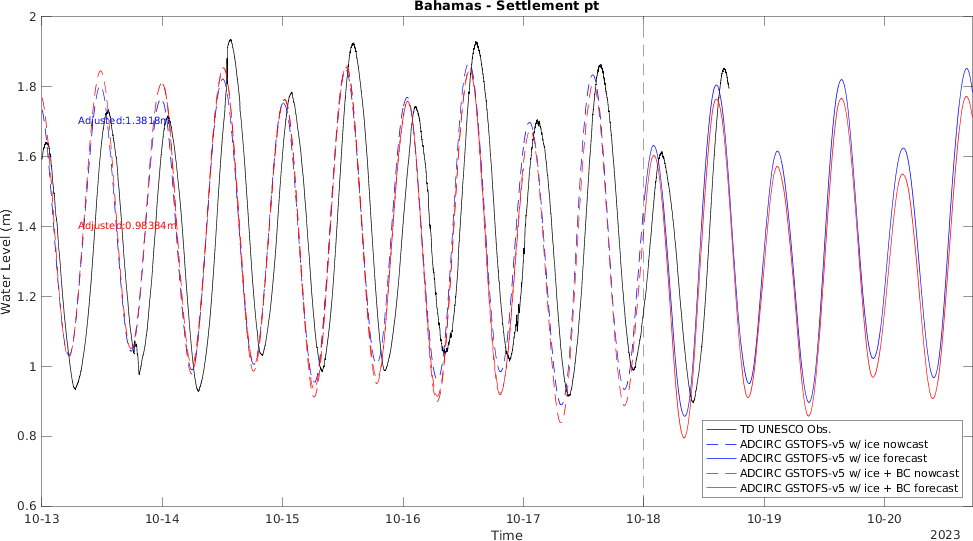 Bahamas - Settlement pt
Water Level (m)
2
1.8
1.6
1.4
1.2
1
0.8
0.6
Adjusted:1.3818m
Adjusted:0.98384m
TD UNESCO Obs.
ADCIRC GSTOFS-v5 w/ ice nowcast
ADCIRC GSTOFS-v5 w/ ice forecast
ADCIRC GSTOFS-v5 w/ ice + BC nowcast
ADCIRC GSTOFS-v5 w/ ice + BC forecast
10-13 10-14 10-15 10-16 10-17 10-18 10-19 10-20
Time
2023